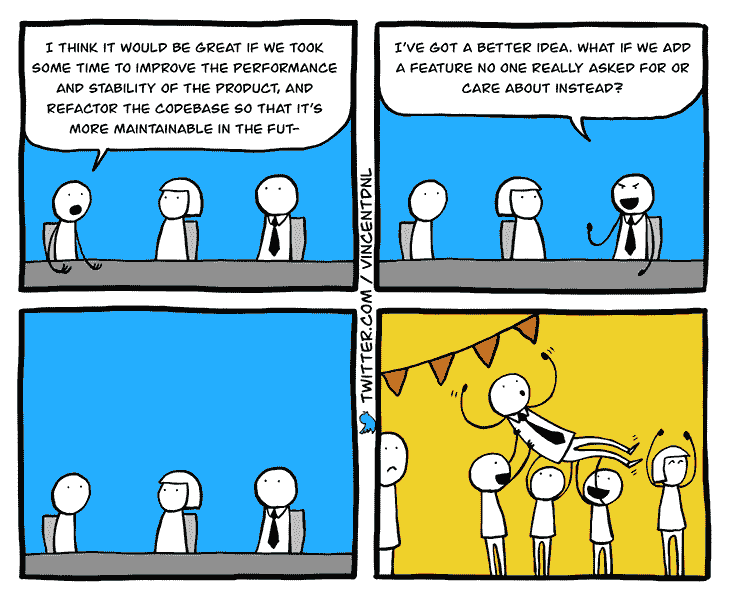 I THINK IT WOULD BE GREAT IF WE TOOK
SOME TIME TO IMPROVE THE PERFORMANCE
AND STABILITY OF THE PRODUCT, AND
REFACTOR THE CODEBASE SO THAT IT'S
MORE MAINTAINABLE IN THE FUT-
I'VE GOT A BETTER IDEA. WHAT IF WE ADD
A FEATURE NO ONE REALLY ASKED FOR OR
CARE ABOUT INSTEAD?
TWITTER.COM / VINCENTDNL